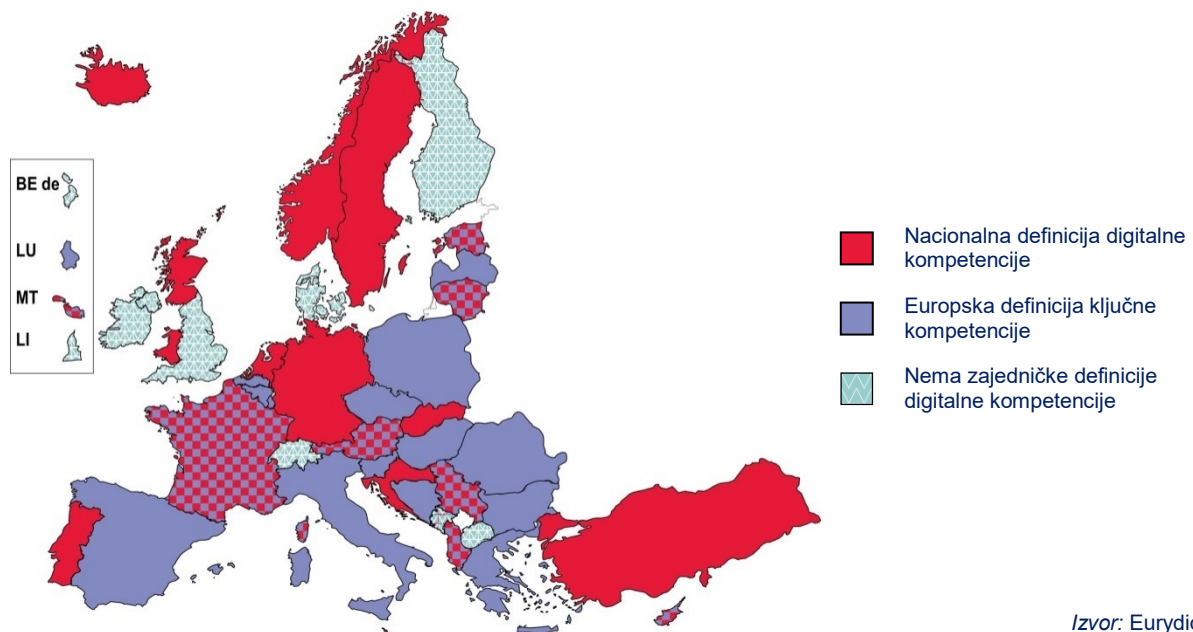 BE de
LU
MT
LI
Nacionalna definicija digitalne
kompetencije
Europska definicija ključne
kompetencije
Nema zajedničke definicije
digitalne kompetencije
Izvor: